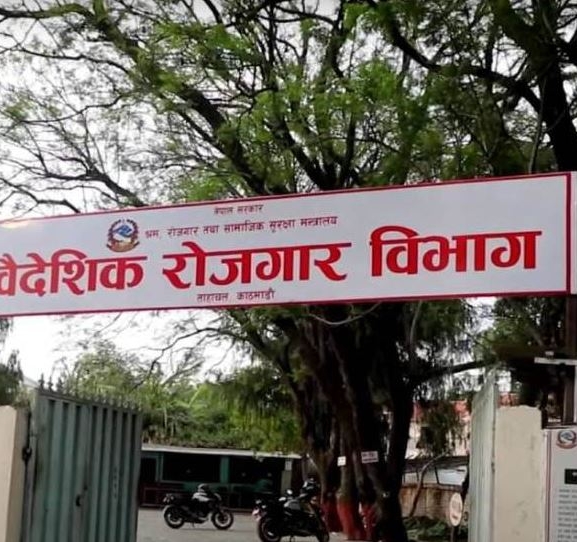 नेपाल सरकार
श्रम, रोजगार तथा सामाजिक सुरक्षा मन्त्रालय
वैदेशिक रोजगार विभाग
ताहाचल, काठमाडौं